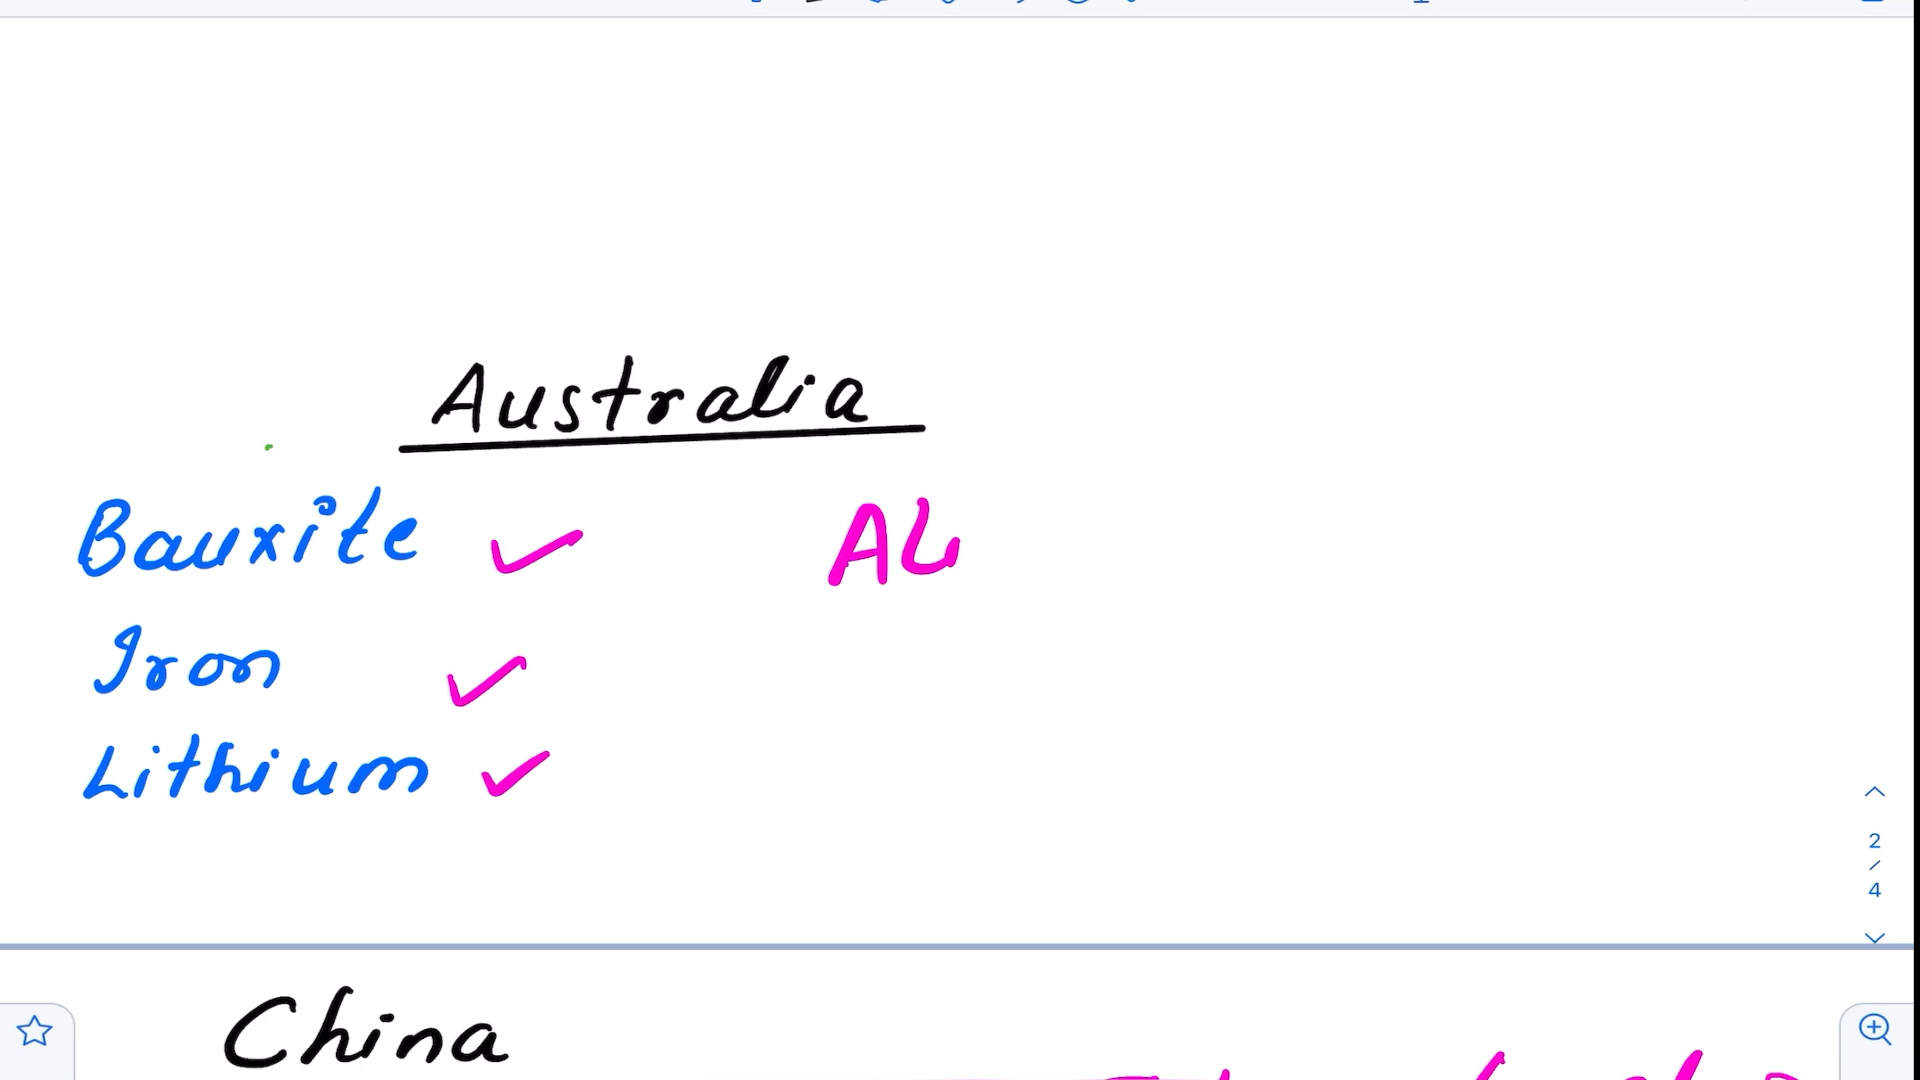 Australia
Bauxite ✓ Al
Iron ✓
Lithium ✓
2
/
4
China